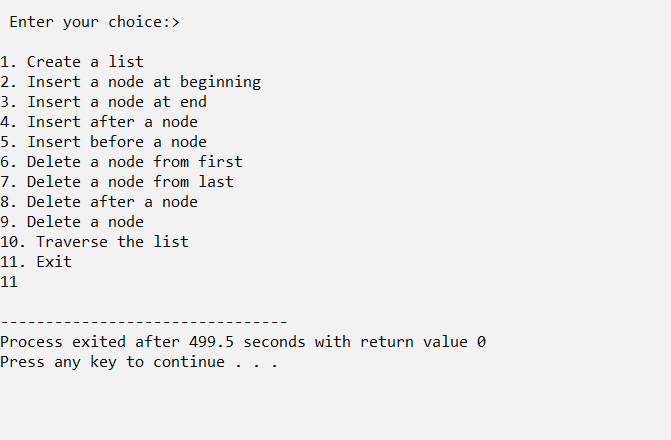 Enter your choice:>
1. Create a list
2. Insert a node at beginning
3. Insert a node at end
4. Insert after a node
5. Insert before a node
6. Delete a node from first
7. Delete a node from last
8. Delete after a node
9. Delete a node
10. Traverse the list
11. Exit
11
--------------------------------
Process exited after 499.5 seconds with return value 0
Press any key to continue . . .